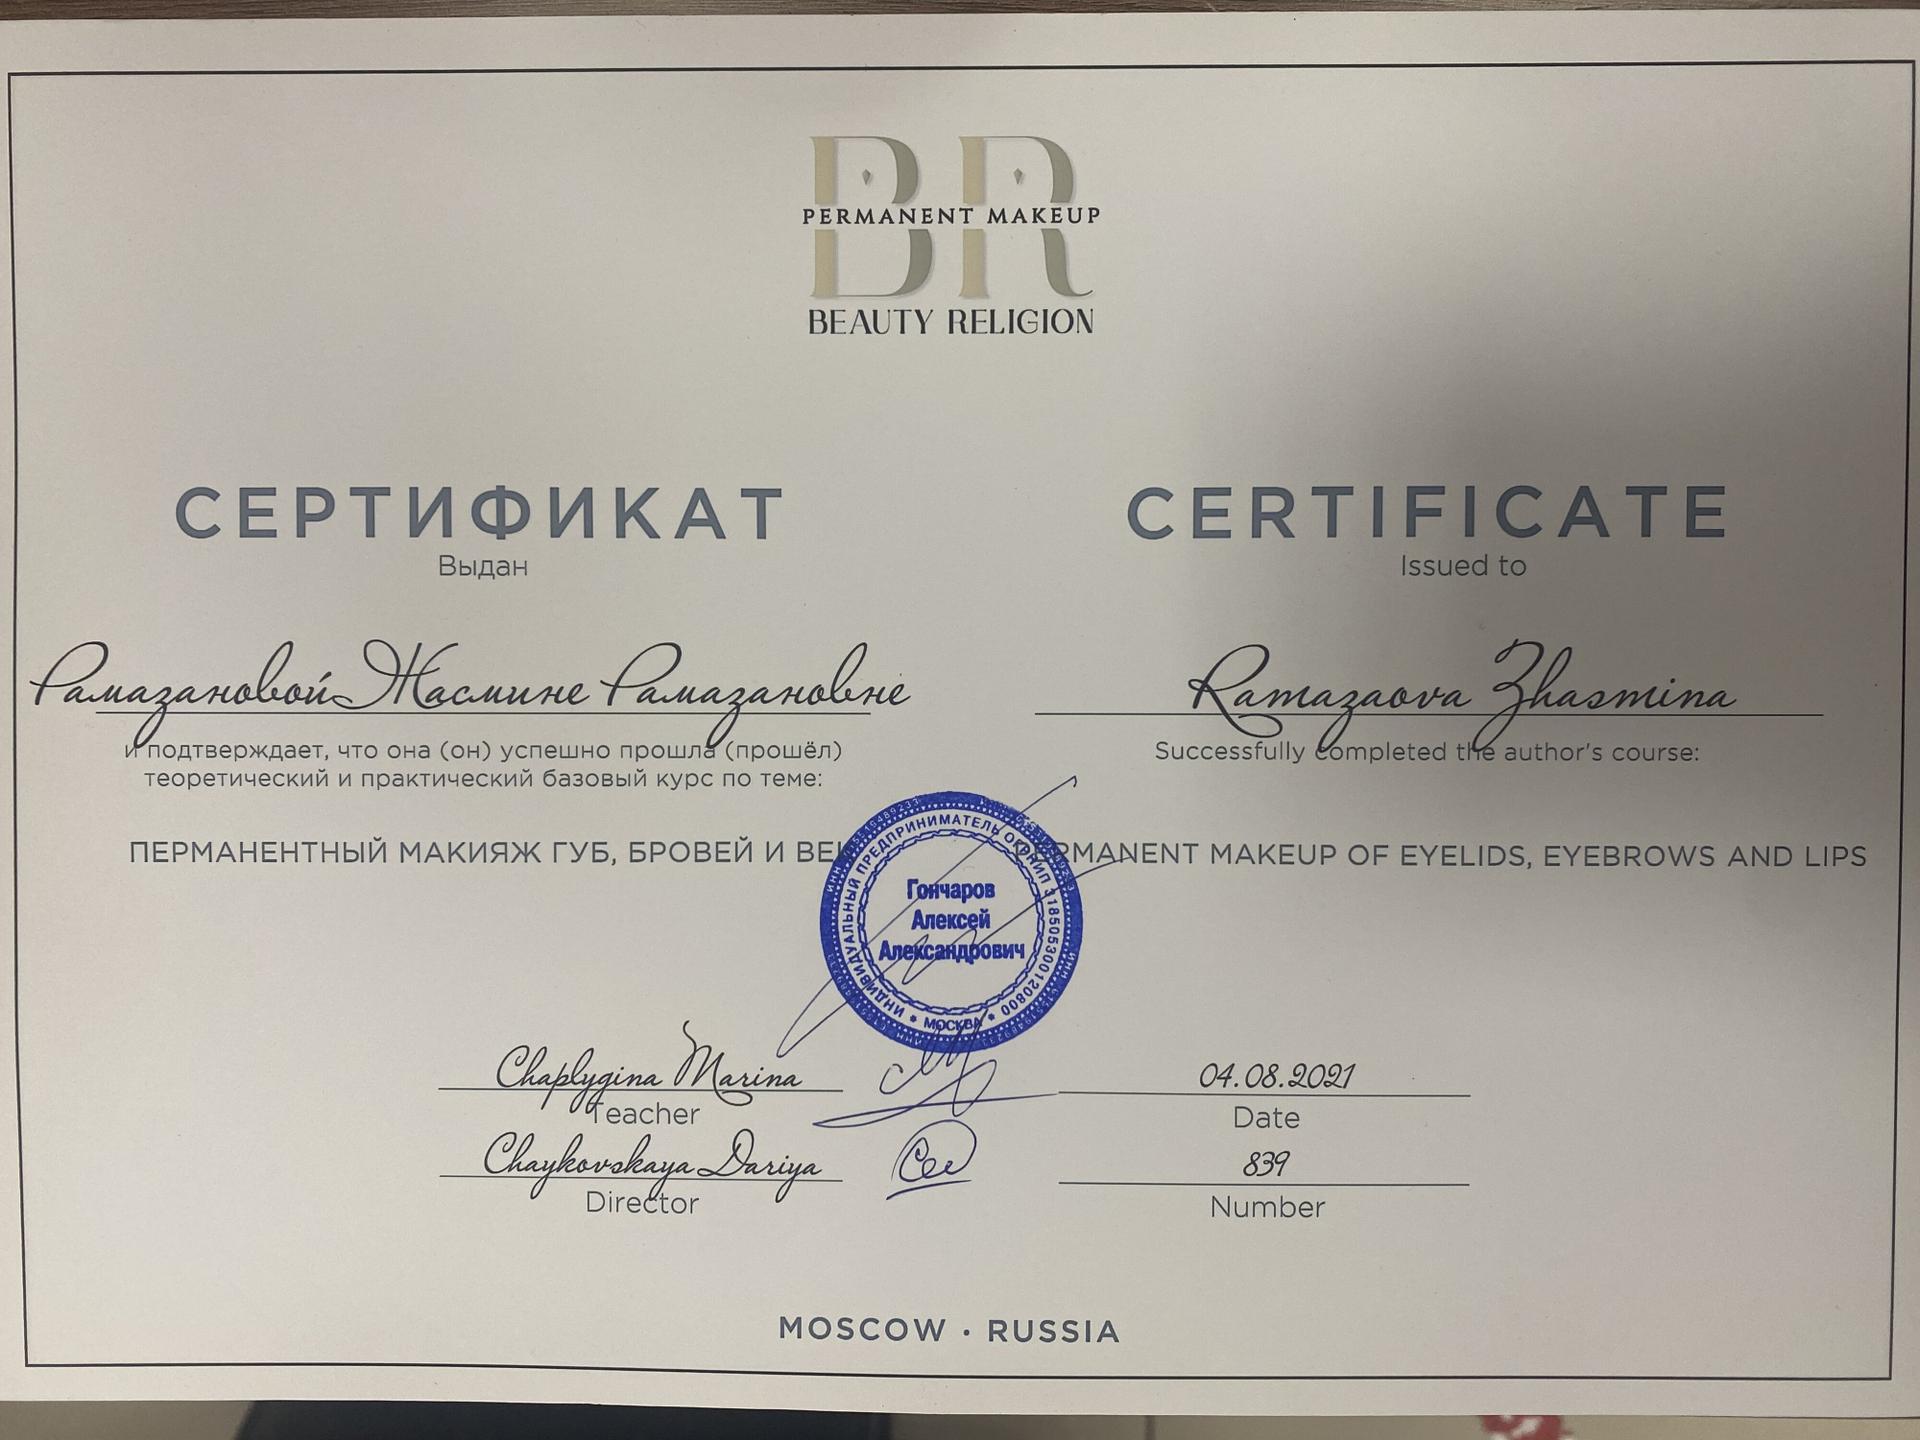 PERMANENT MAKEUP
BEAUTY RELIGION
СЕРТИФИКАТ
Выдан
Рамазановой Жасмине Рамазановне
и подтверждает, что она (он) успешно прошла (прошёл)
теоретический и практический базовый курс по теме:
ПЕРМАНЕНТНЫЙ МАКИЯЖ ГУБ, БРОВЕЙ И
CERTIFICATE
Issued to
Ramazaova Zhasmina
Successfully completed the author's course:
PERMANENT MAKEUP OF EYELIDS, EYEBROWS AND LIPS
ИНДИВИДУАЛЬНЫЙ ПРЕДПРИНИМАТЕЛЬ ОГРНИП 318505300120800
МОСКВА
Гончаров
Алексей
Александрович
Chaplygina Marina
Teacher
04.08.2021
Date
Chaykovskaya Dariya
Director
839
Number
MOSCOW · RUSSIA